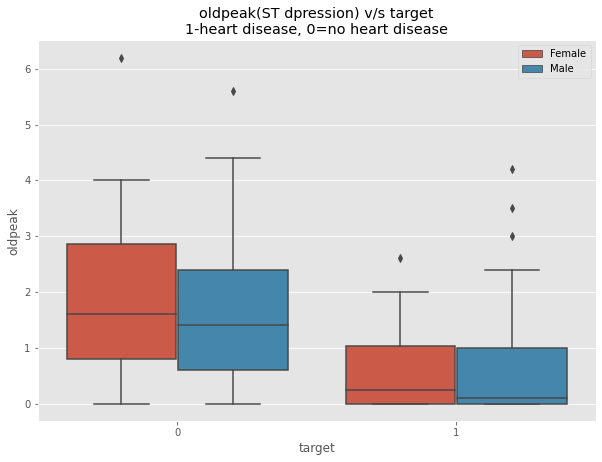 oldpeak(ST dpression) v/s target
1-heart disease, 0=no heart disease
Female
Male
6
5
4
3
2
1
0
oldpeak
0
1
target